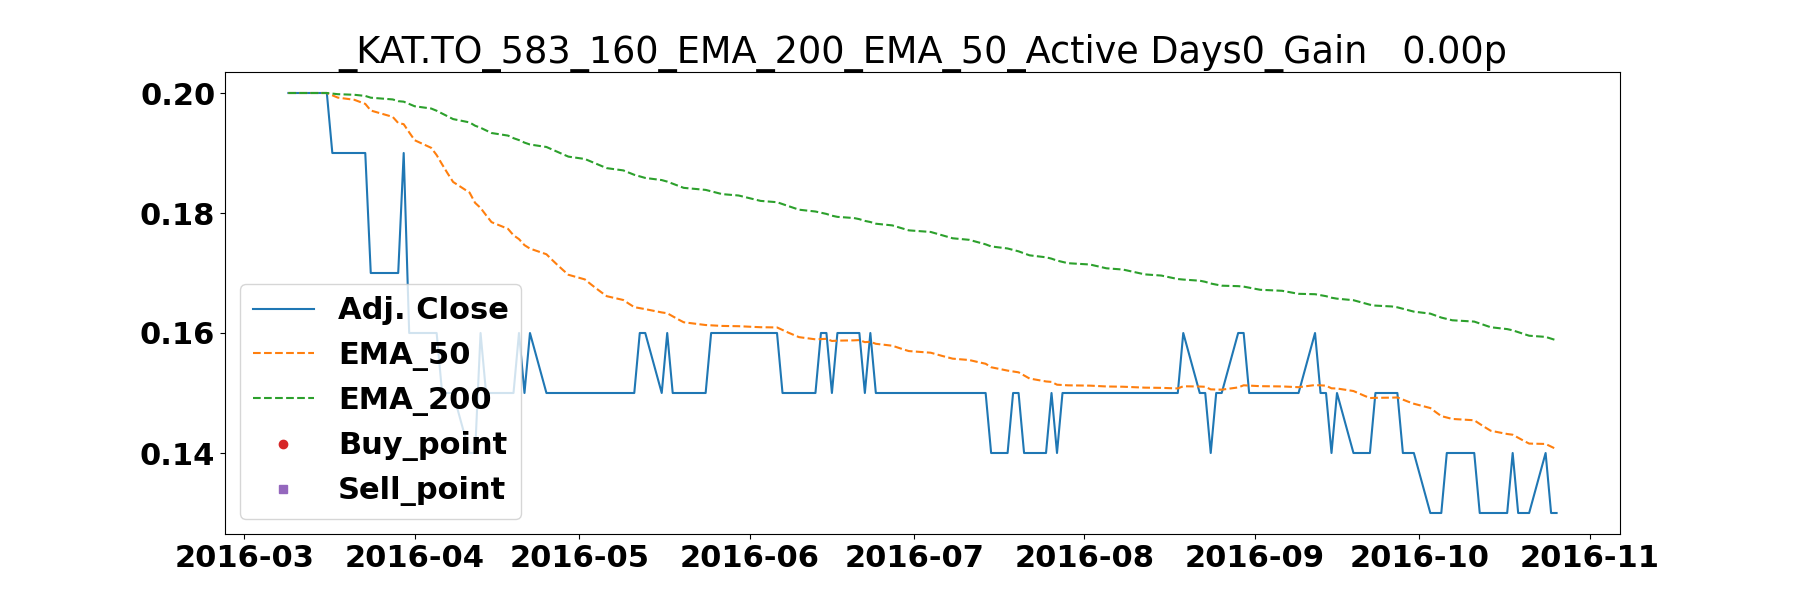 _KAT.TO_583_160_EMA_200_EMA_50_Active Days0_Gain   0.00p
0.20
0.18
0.16
0.14
Adj. Close
EMA_50
EMA_200
Buy_point
Sell_point
2016-03 2016-04 2016-05 2016-06 2016-07 2016-08 2016-09 2016-10 2016-11